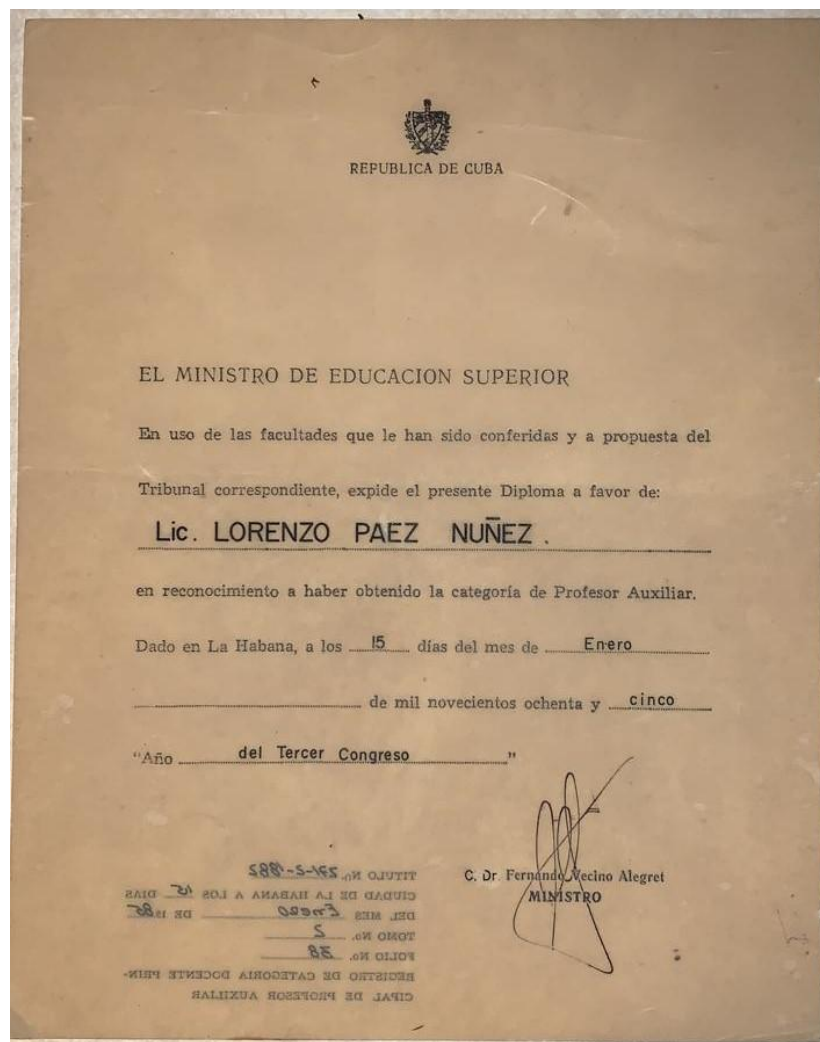 REPUBLICA DE CUBA
EL MINISTRO DE EDUCACION SUPERIOR
En uso de las facultades que le han sido conferidas y a propuesta del
Tribunal correspondiente, expide el presente Diploma a favor de:
Lic. LORENZO PAEZ NUÑEZ.
en reconocimiento a haber obtenido la categoría de Profesor Auxiliar.
Dado en La Habana, a los 15 días del mes de Enero
de mil novecientos ochenta y cinco
"Año del Tercer Congreso"
C. Dr. Fernando Vecino Alegret
MINISTRO
TITULO No.
CIUDAD DE LA HABANA A LOS 15 DIAS
DEL MES Enero DE 1985
TOMO No. 2
FOLIO No. 38
REGISTRO DE CATEGORIA DOCENTE PRIN-
CIPAL DE PROFESOR AUXILIAR